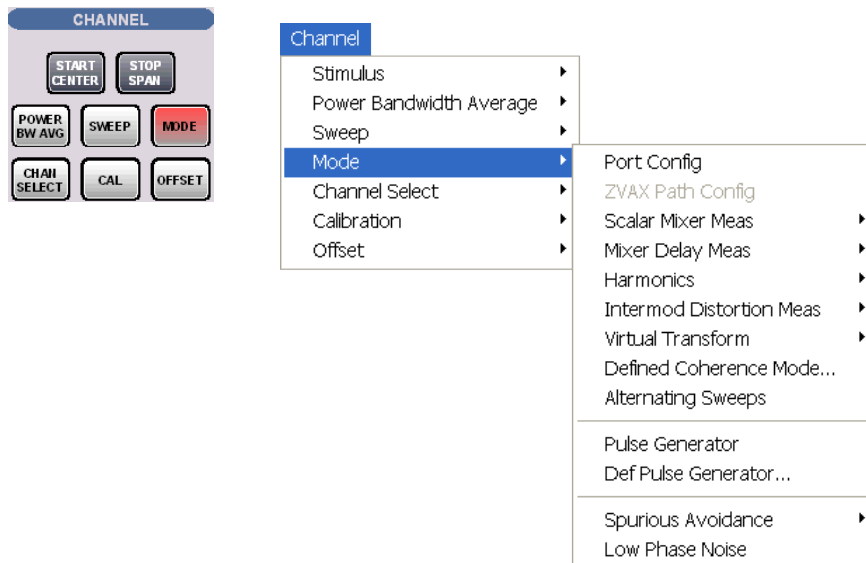 CHANNEL
START
CENTER
STOP
SPAN
POWER
BW AVG
SWEEP
MODE
CHAN
SELECT
CAL
OFFSET
Channel
Stimulus
Power Bandwidth Average
Sweep
Mode
Channel Select
Calibration
Offset
Port Config
ZVAX Path Config
Scalar Mixer Meas
Mixer Delay Meas
Harmonics
Intermod Distortion Meas
Virtual Transform
Defined Coherence Mode...
Alternating Sweeps
Pulse Generator
Def Pulse Generator...
Spurious Avoidance
Low Phase Noise